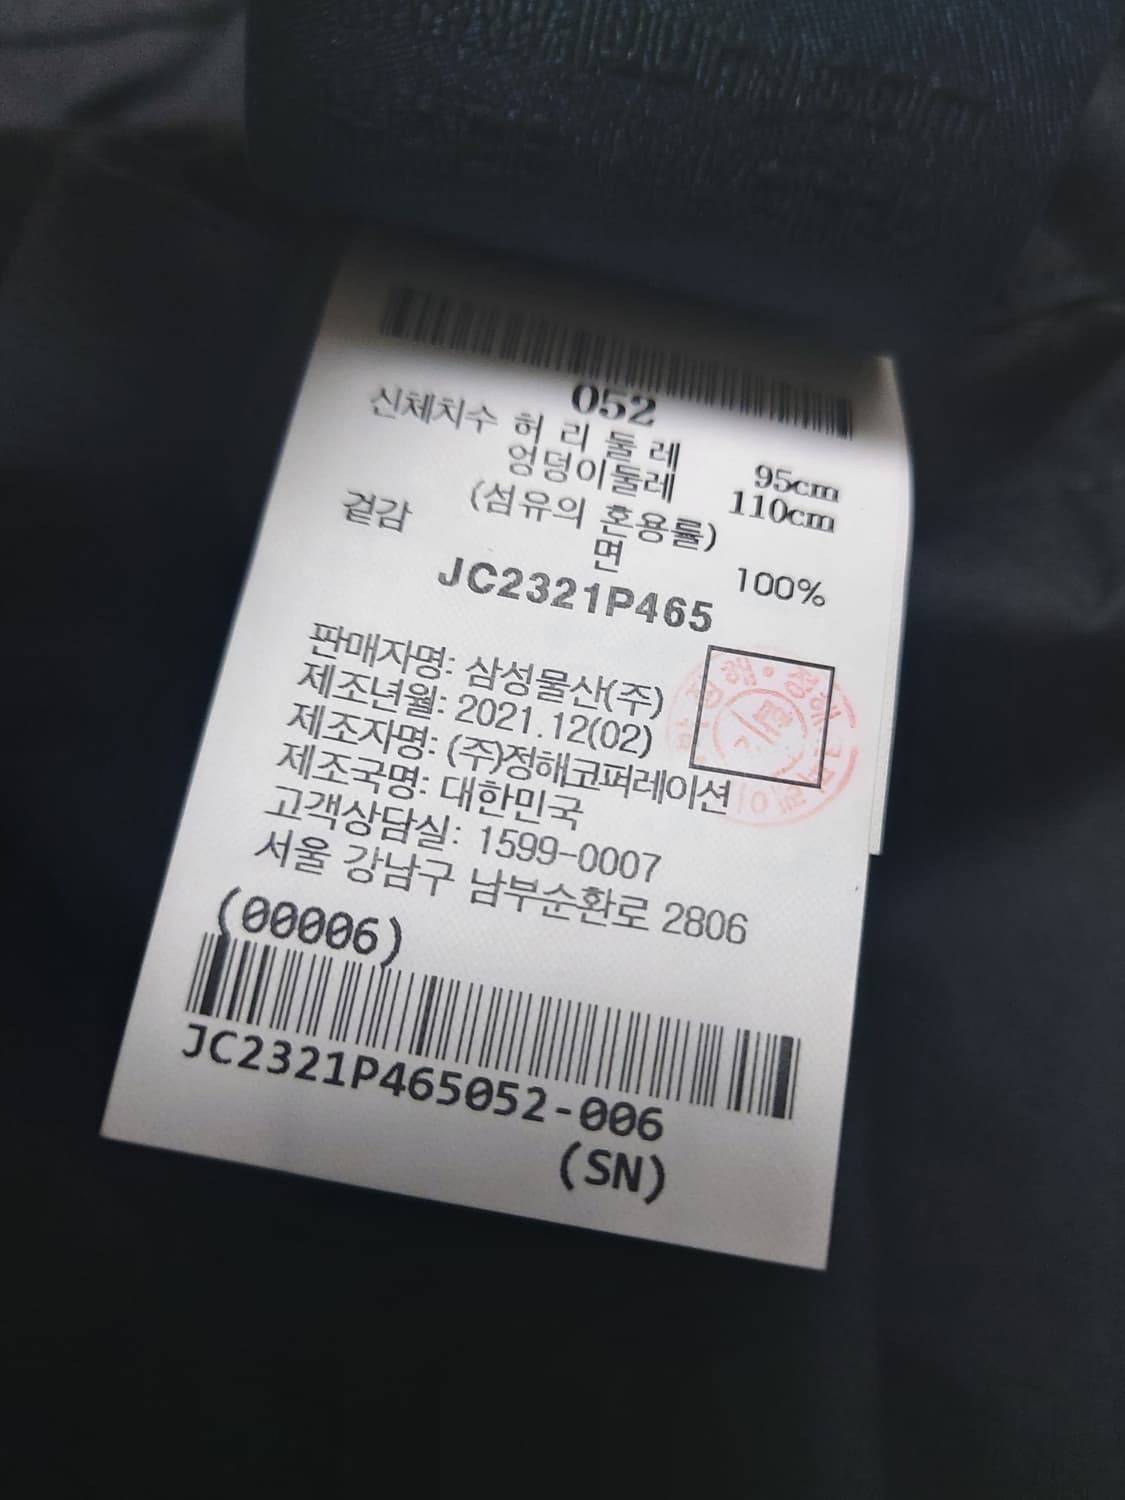 052
신체치수 허 리 둘 레 95cm
엉덩이둘레 110cm
(섬유의 혼용률)
겉감 면 100%
JC2321P465
판매자명: 삼성물산(주)
제조년월: 2021.12(02)
제조자명: (주)정해코퍼레이션
제조국명: 대한민국
고객상담실: 1599-0007
서울 강남구 남부순환로 2806
(00006)
JC2321P465052-006
(SN)